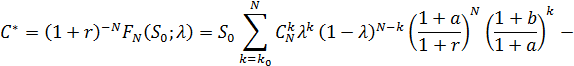 C* = (1 + r)^{-N} F_N(S_0; λ) = S_0 \sum_{k=k_0}^{N} C_N^k λ^k (1 − λ)^{N−k} \left(\frac{1 + a}{1 + r}\right)^N \left(\frac{1 + b}{1 + a}\right)^k −